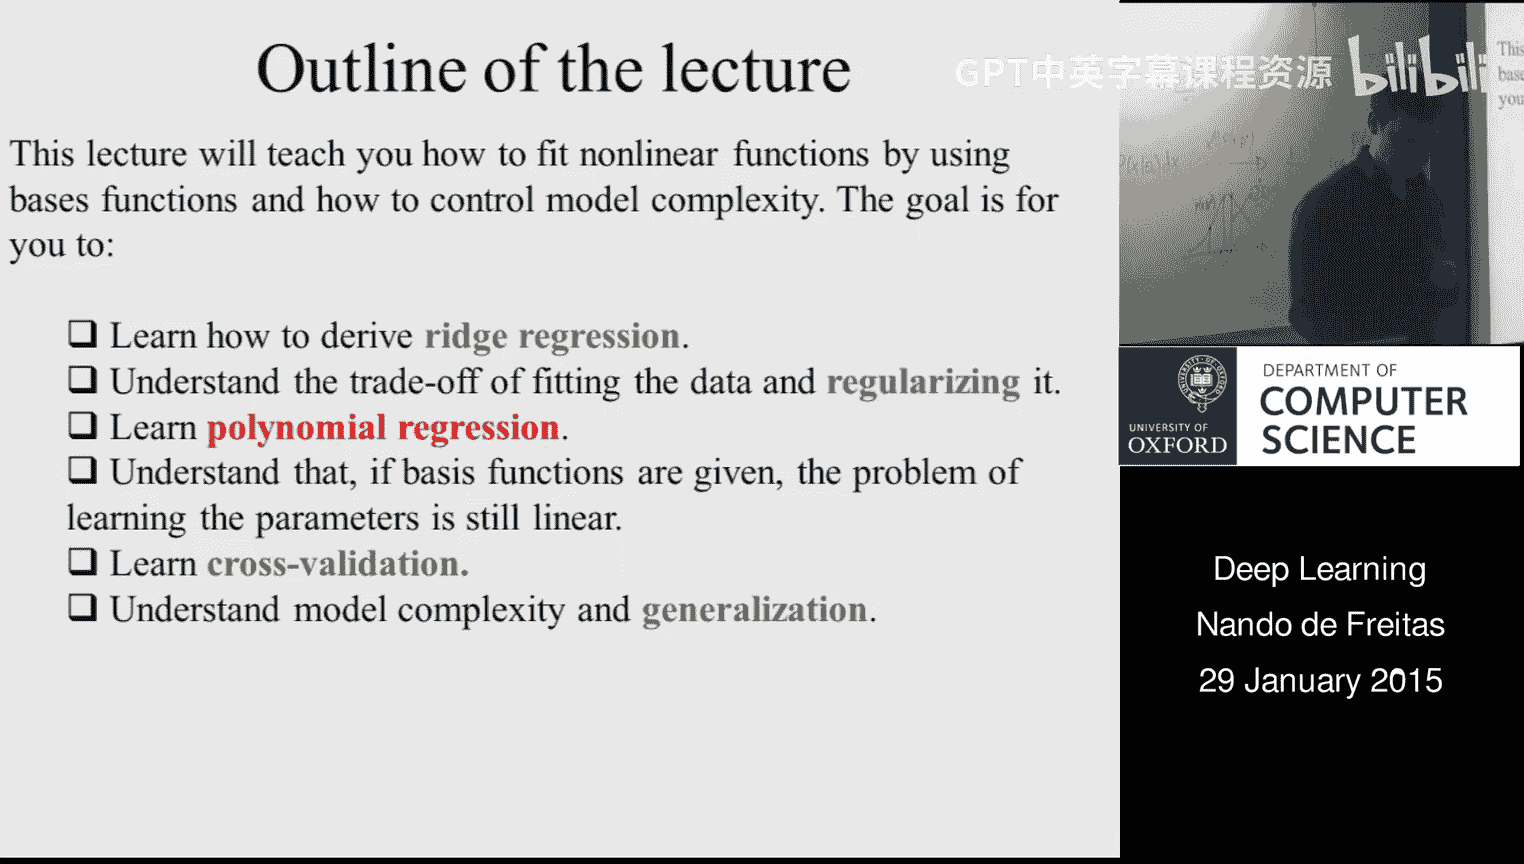 Outline of the lecture
This lecture will teach you how to fit nonlinear functions by using
bases functions and how to control model complexity. The goal is for
you to:
❑ Learn how to derive ridge regression.
❑ Understand the trade-off of fitting the data and regularizing it.
❑ Learn polynomial regression.
❑ Understand that, if basis functions are given, the problem of
learning the parameters is still linear.
❑ Learn cross-validation.
❑ Understand model complexity and generalization.
GPT中英字幕课程资源 bilibili
This
base
you
UNIVERSITY OF
OXFORD
DEPARTMENT OF
COMPUTER
SCIENCE
Deep Learning
Nando de Freitas
29 January 2015